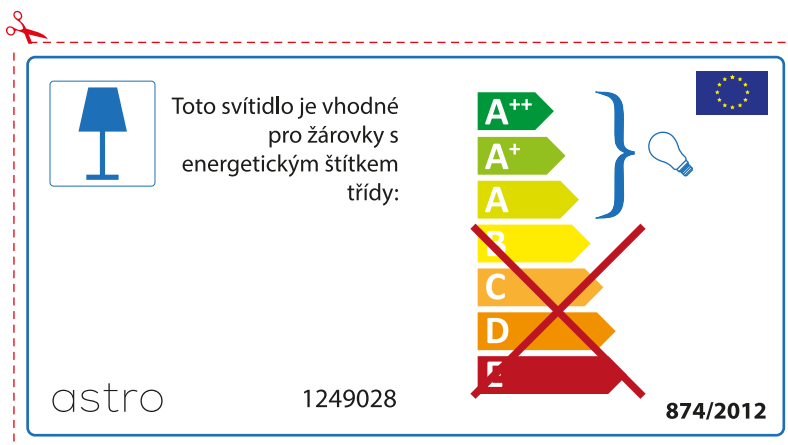 Toto svítidlo je vhodné
pro žárovky s
energetickým štítkem
třídy:
A++
A+
A
B
C
D
E
astro
1249028
874/2012